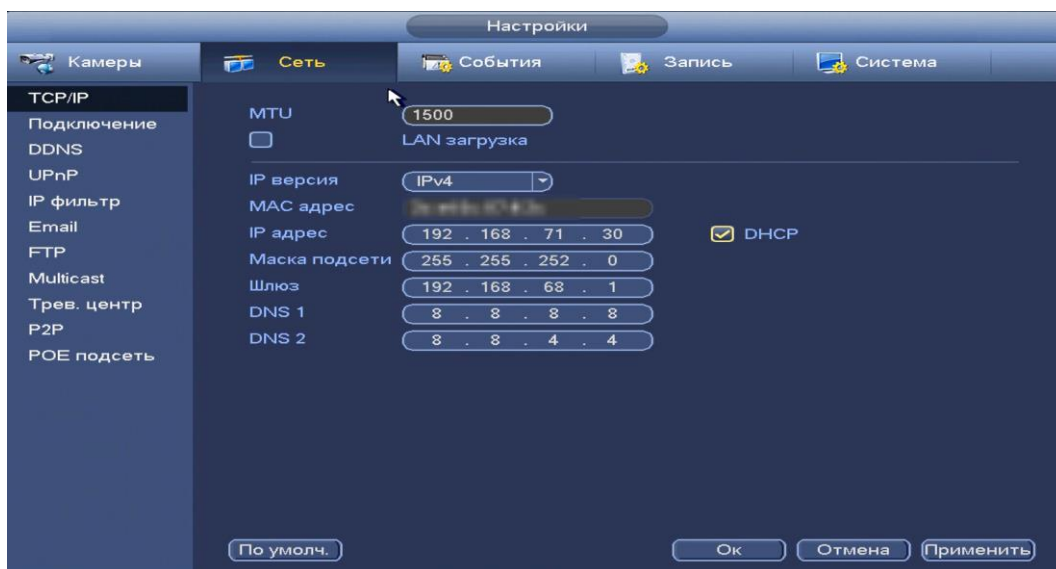 Настройки
Камеры Сеть События Запись Система
TCP/IP
Подключение
DDNS
UPnP
IP фильтр
Email
FTP
Multicast
Трев. центр
P2P
POE подсеть
MTU 1500
LAN загрузка
IP версия IPv4
MAC адрес
IP адрес 192 . 168 . 71 . 30 DHCP
Маска подсети 255 . 255 . 252 . 0
Шлюз 192 . 168 . 68 . 1
DNS 1 8 . 8 . 8 . 8
DNS 2 8 . 8 . 4 . 4
По умолч. Ок Отмена Применить